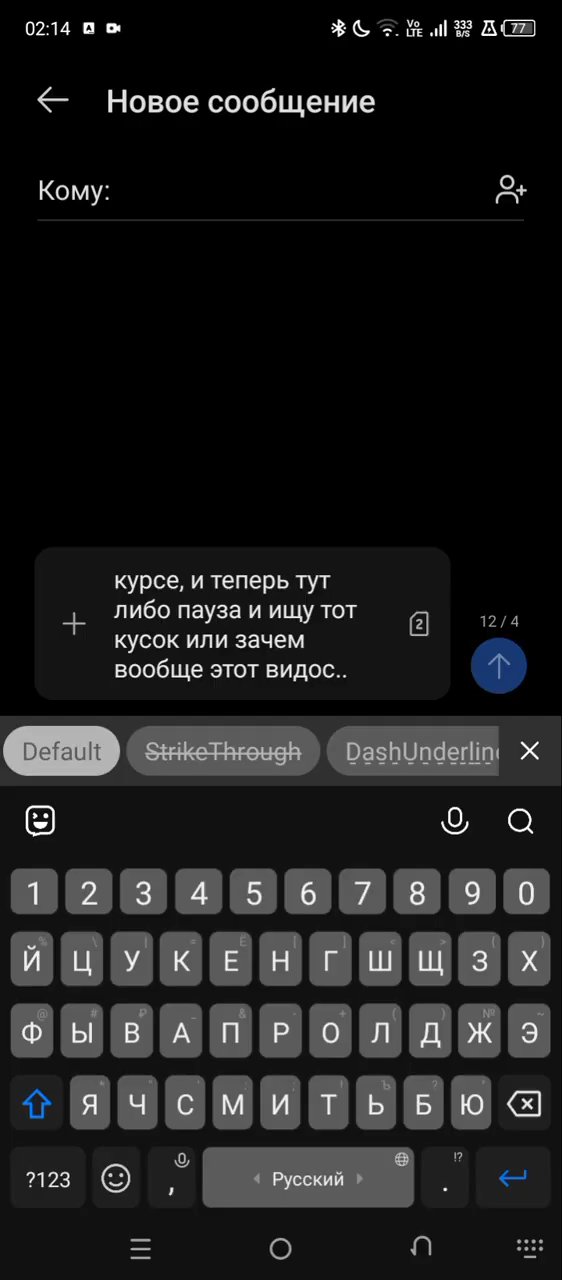 02:14
Vo LTE
333 B/S
77
Новое сообщение
Кому:
курсе, и теперь тут
либо пауза и ищу тот
кусок или зачем
вообще этот видос..
2
12 / 4
Default
StrikeThrough
DashUnderlin
1 2 3 4 5 6 7 8 9 0
Й Ц У К Е Н Г Ш Щ З Х
Ф Ы В А П Р О Л Д Ж Э
Я Ч С М И Т Ь Б Ю
?123
,
Русский
!?
.